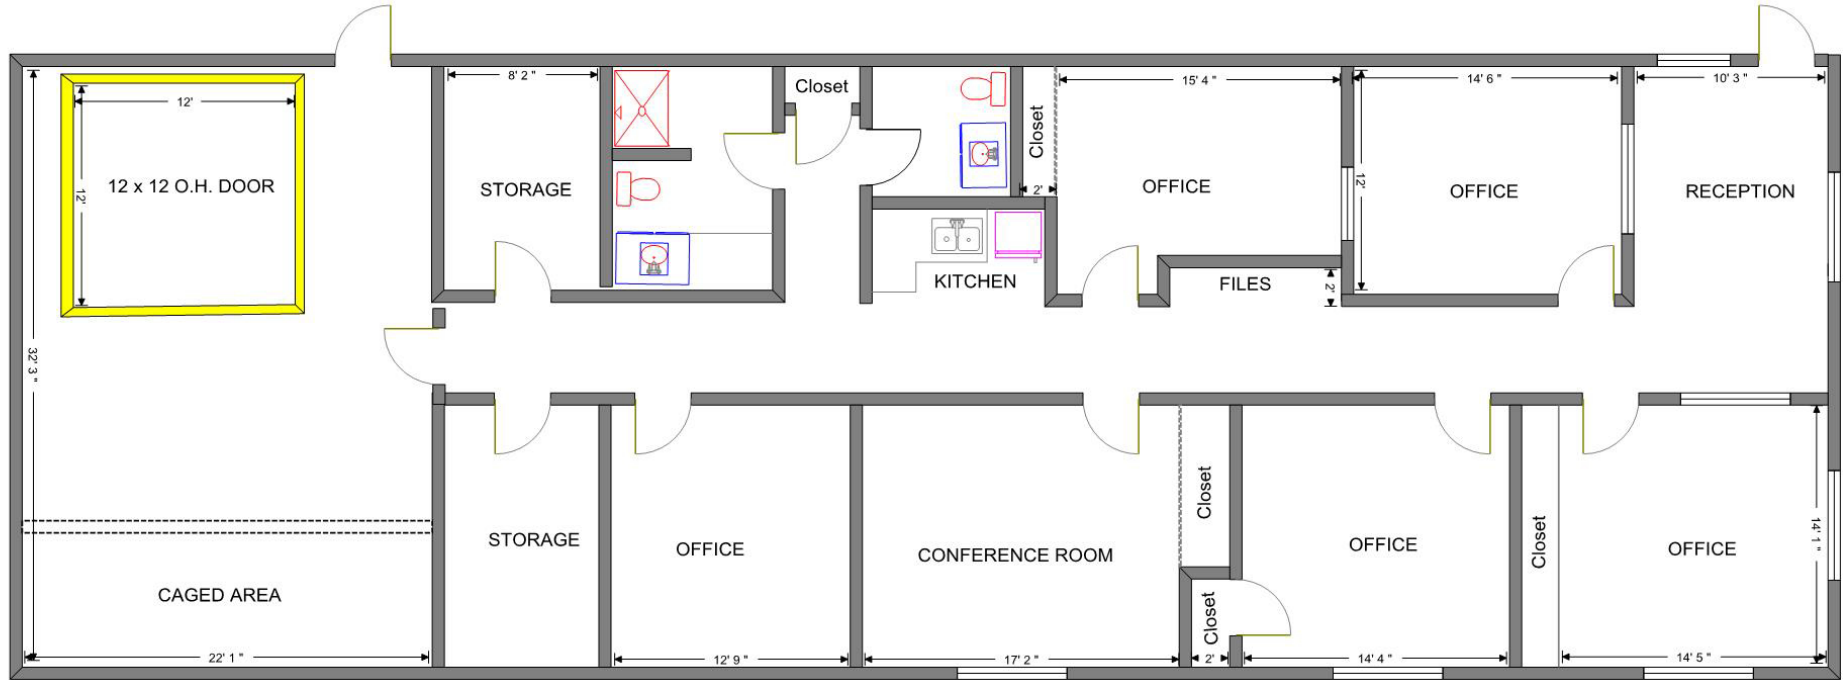 8' 2 "
15' 4 "
14' 6 "
10' 3 "
12'
Closet
Closet
12 x 12 O.H. DOOR
12'
STORAGE
2'
OFFICE
12'
OFFICE
RECEPTION
KITCHEN
FILES
2'
32' 3 "
Closet
Closet
14' 1 "
STORAGE
OFFICE
CONFERENCE ROOM
OFFICE
OFFICE
CAGED AREA
Closet
22' 1 "
12' 9 "
17' 2 "
2'
14' 4 "
14' 5 "